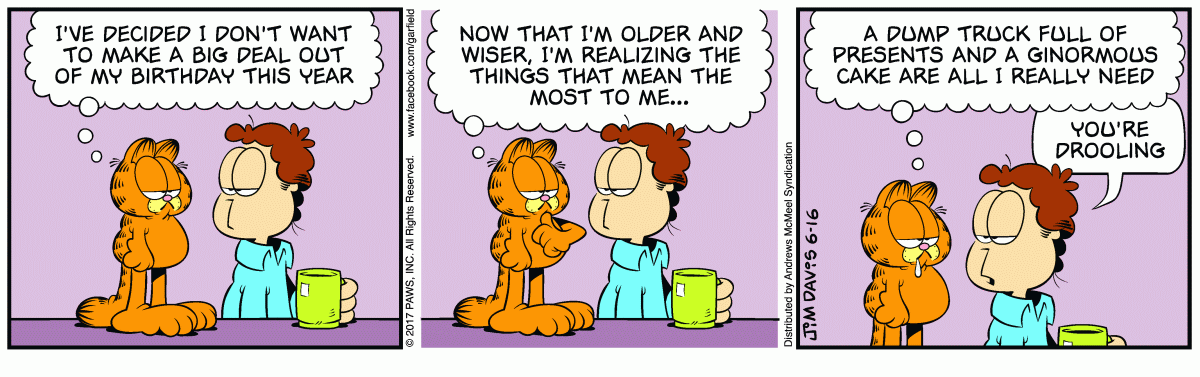 I'VE DECIDED I DON'T WANT
TO MAKE A BIG DEAL OUT
OF MY BIRTHDAY THIS YEAR
© 2017 PAWS, INC. All Rights Reserved. www.facebook.com/garfield
NOW THAT I'M OLDER AND
WISER, I'M REALIZING THE
THINGS THAT MEAN THE
MOST TO ME...
Distributed by Andrews McMeel Syndication
A DUMP TRUCK FULL OF
PRESENTS AND A GINORMOUS
CAKE ARE ALL I REALLY NEED
YOU'RE
DROOLING
JIM DAVIS 6-16